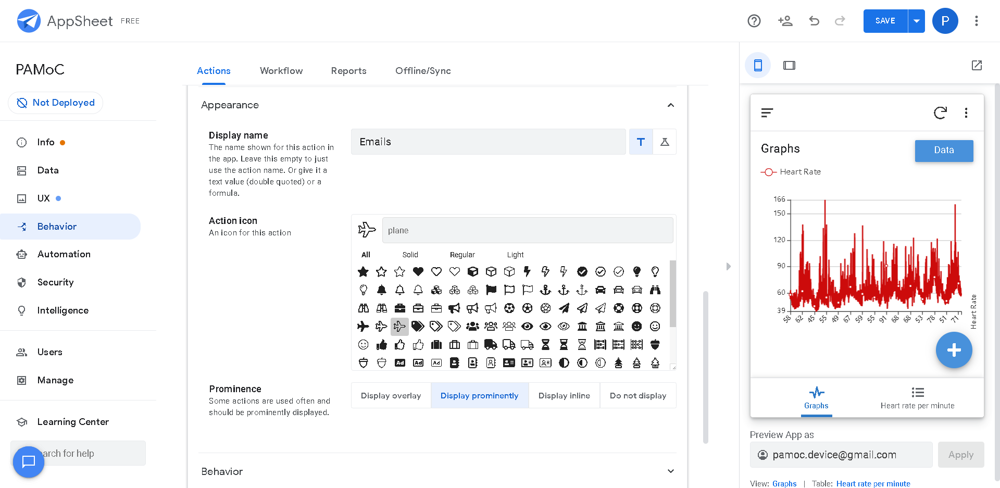 AppSheet FREE
SAVE
P
PAMoC
Not Deployed
Info
Data
UX
Behavior
Automation
Security
Intelligence
Users
Manage
Learning Center
arch for help
Actions Workflow Reports Offline/Sync
Appearance
Display name
The name shown for this action in
the app. Leave this empty to just
use the action name. Or give it a
text value (double quoted) or a
formula.
Emails
T
Action icon
An icon for this action
plane
All Solid Regular Light
Ad Ad Ad
Prominence
Some actions are used often and
should be prominently displayed.
Display overlay Display prominently Display inline Do not display
Behavior
Graphs
Data
Heart Rate
166
150
120
90
60
39
58 62 45 55 49 67 59 55 91 68 68 53 78 51 71
Heart Rate
Graphs
Heart rate per minute
Preview App as
pamoc.device@gmail.com
Apply
View: Graphs | Table: Heart rate per minute